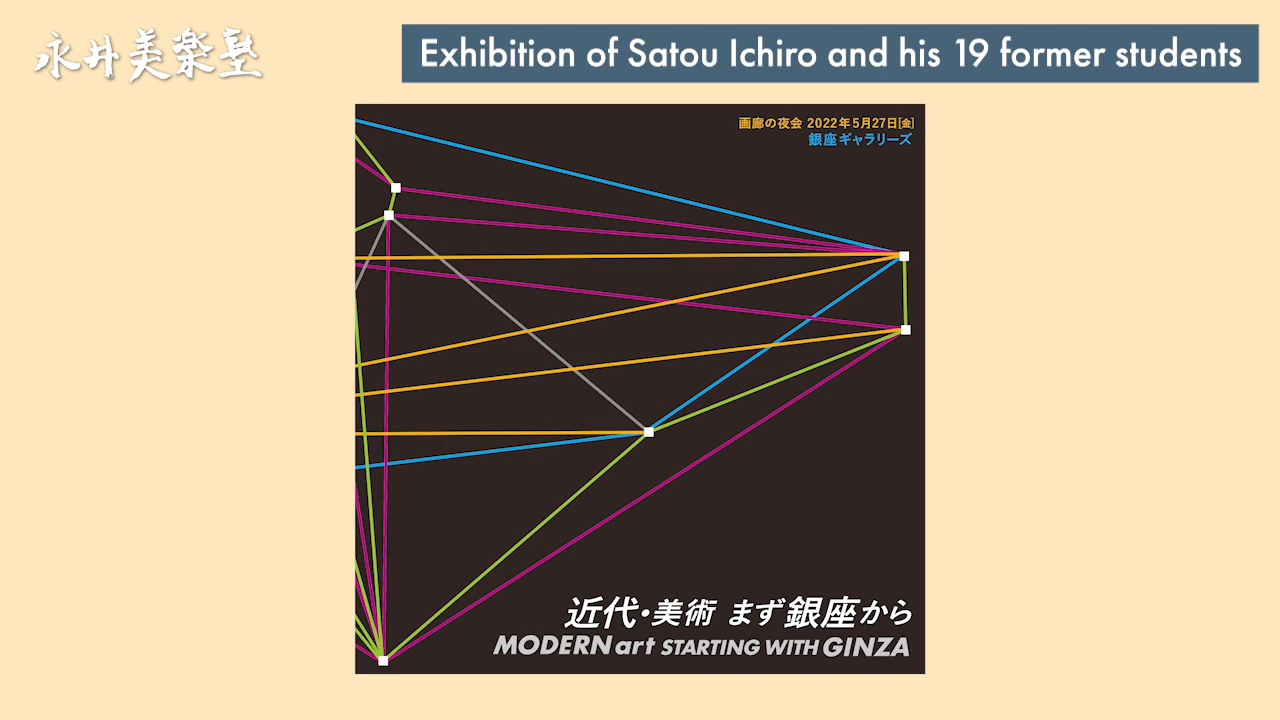 永井美楽塾
Exhibition of Satou Ichiro and his 19 former students
画廊の夜会 2022年5月27日[金]
銀座ギャラリーズ
近代・美術 まず銀座から
MODERN art STARTING WITH GINZA